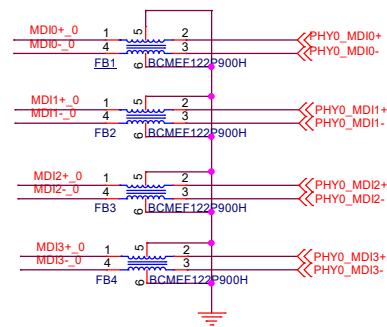 MDI0+_0 1 5 2 PHY0_MDI0+
MDI0-_0 4 3 PHY0_MDI0-
FB1 6 BCMEF122P900H
MDI1+_0 1 5 2 PHY0_MDI1+
MDI1-_0 4 3 PHY0_MDI1-
FB2 6 BCMEF122P900H
MDI2+_0 1 5 2 PHY0_MDI2+
MDI2-_0 4 3 PHY0_MDI2-
FB3 6 BCMEF122P900H
MDI3+_0 1 5 2 PHY0_MDI3+
MDI3-_0 4 3 PHY0_MDI3-
FB4 6 BCMEF122P900H